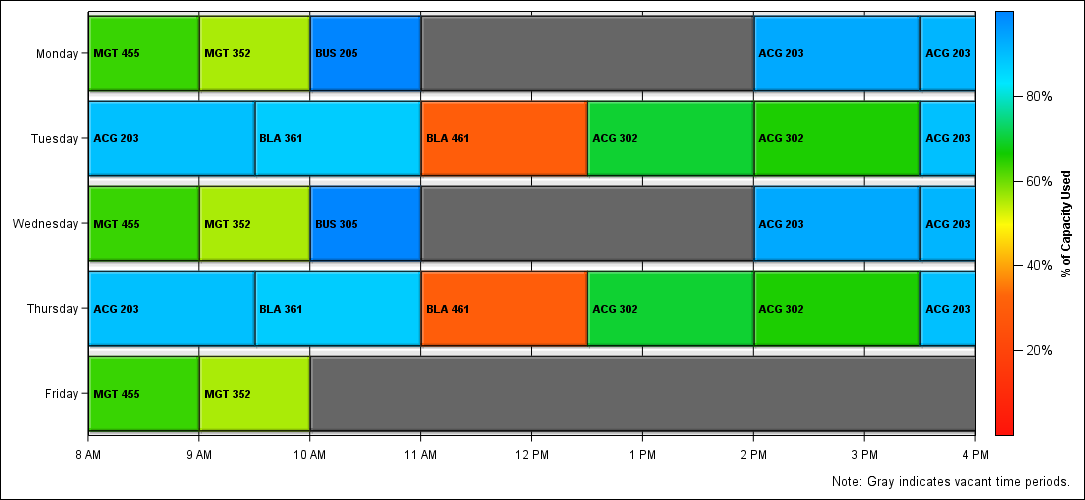 Monday
MGT 455
MGT 352
BUS 205
ACG 203
ACG 203
Tuesday
ACG 203
BLA 361
BLA 461
ACG 302
ACG 302
ACG 203
Wednesday
MGT 455
MGT 352
BUS 305
ACG 203
ACG 203
Thursday
ACG 203
BLA 361
BLA 461
ACG 302
ACG 302
ACG 203
Friday
MGT 455
MGT 352
8 AM
9 AM
10 AM
11 AM
12 PM
1 PM
2 PM
3 PM
4 PM
80%
60%
40%
20%
% of Capacity Used
Note: Gray indicates vacant time periods.